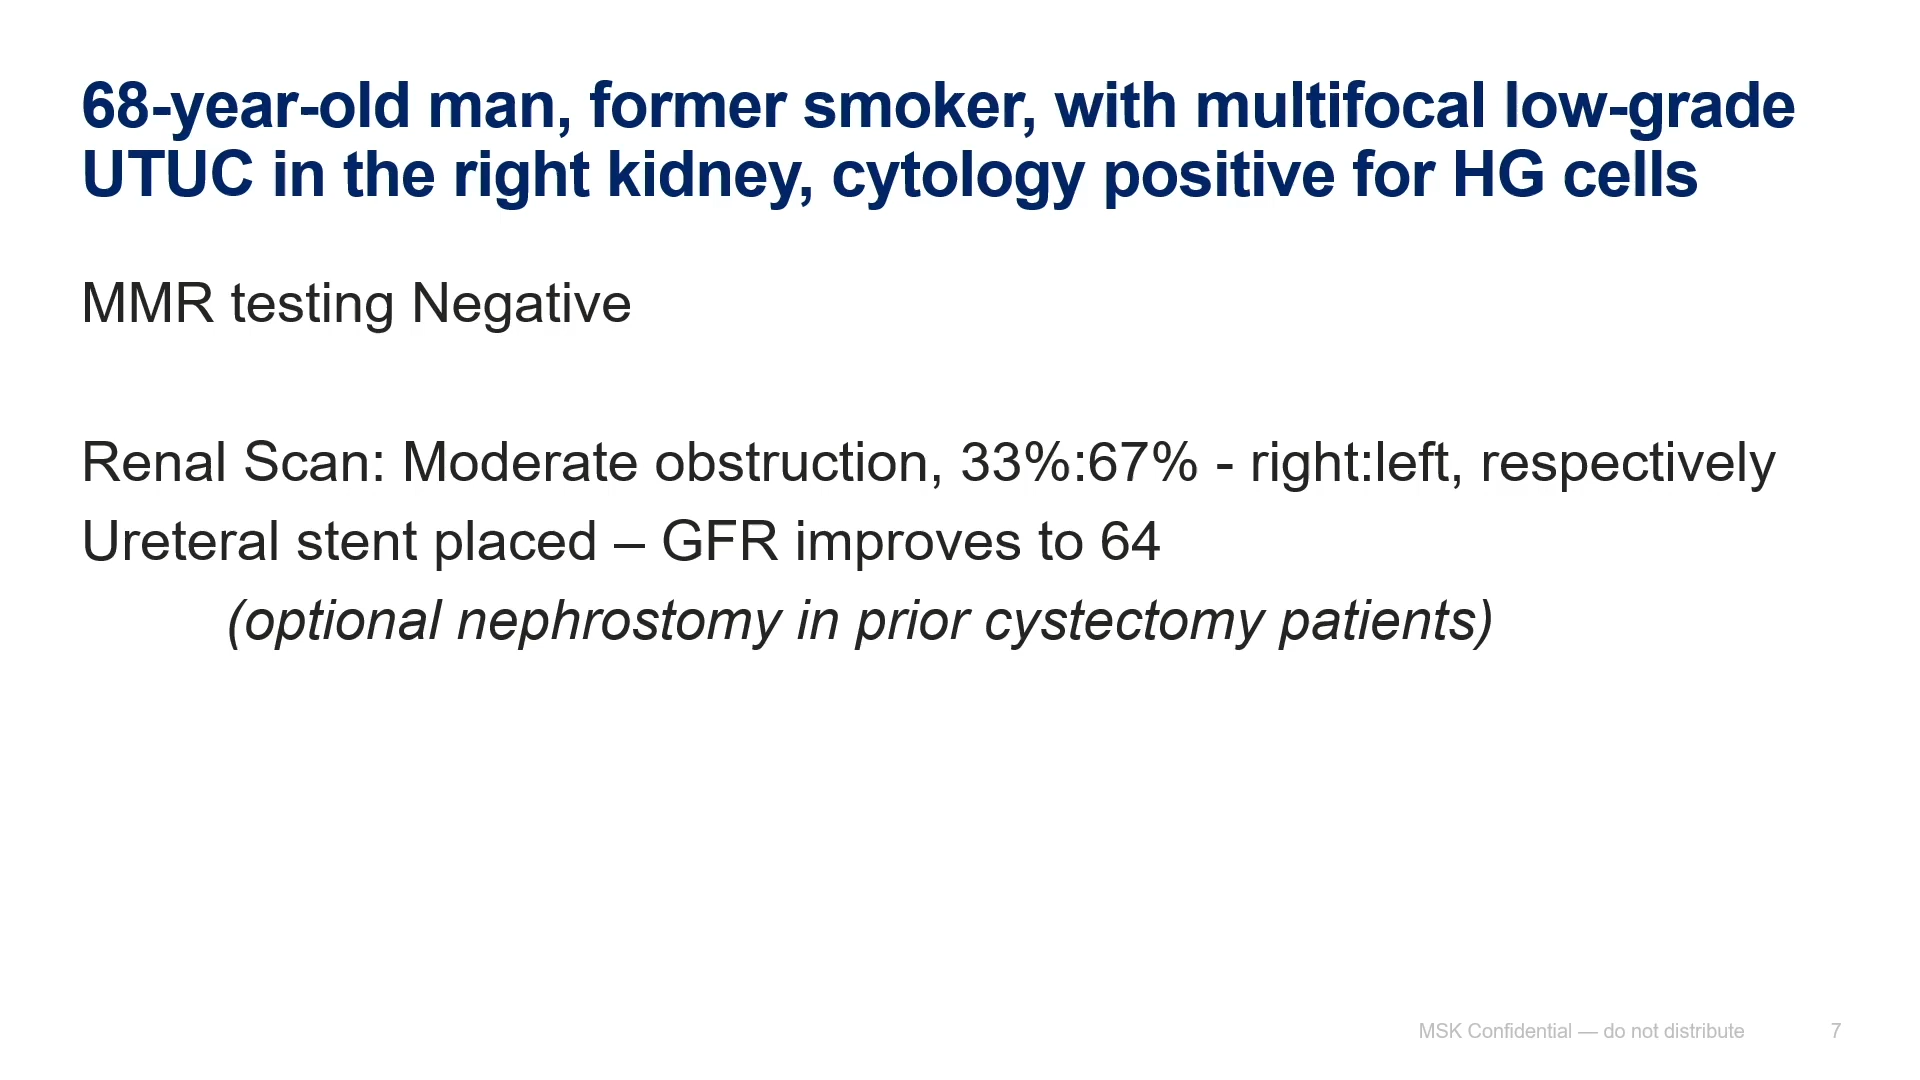 68-year-old man, former smoker, with multifocal low-grade
UTUC in the right kidney, cytology positive for HG cells
MMR testing Negative
Renal Scan: Moderate obstruction, 33%:67% - right:left, respectively
Ureteral stent placed – GFR improves to 64
(optional nephrostomy in prior cystectomy patients)
MSK Confidential — do not distribute 7